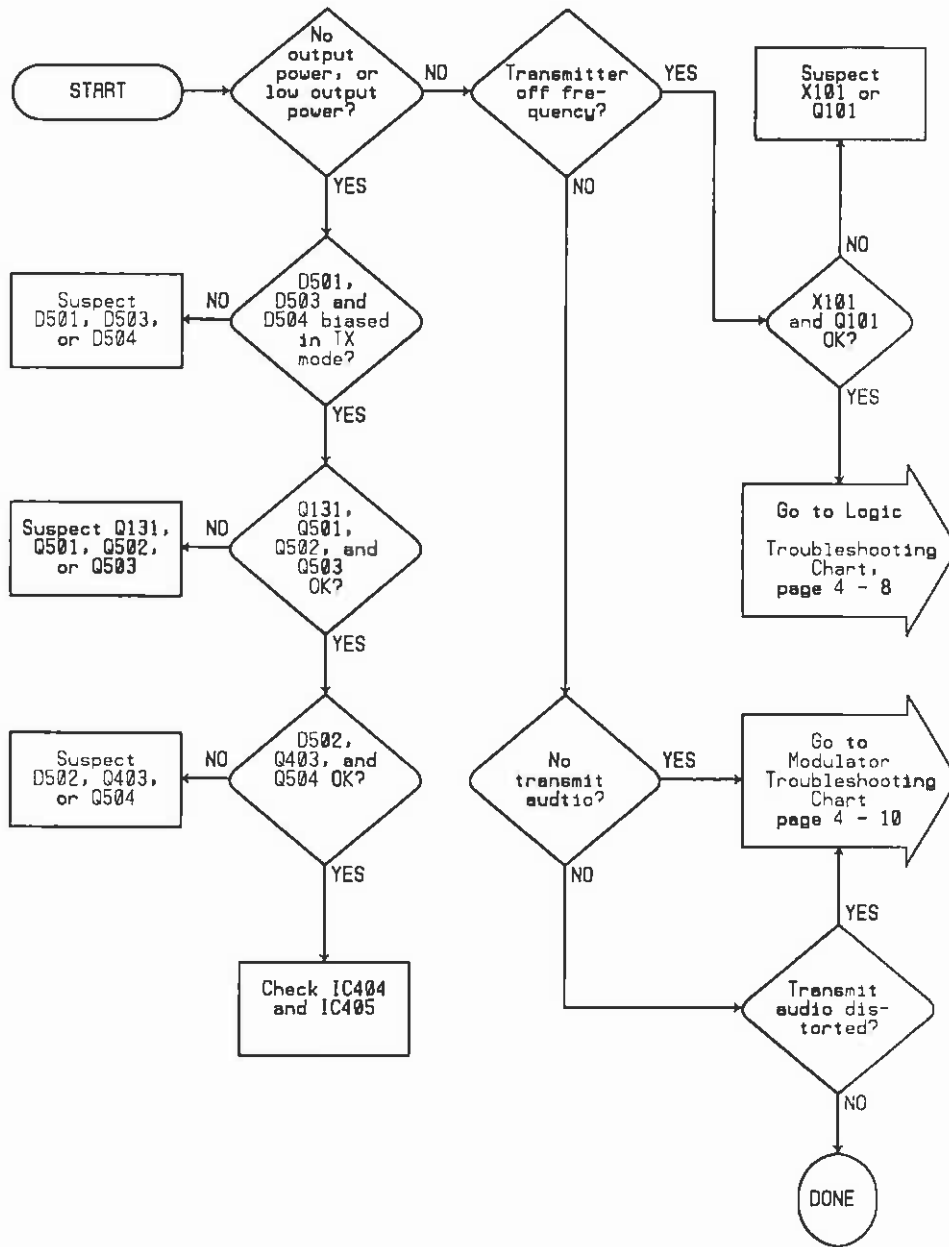 START
No
output
power, or
low output
power?
NO
YES
Transmitter
off fre-
quency?
YES
NO
Suspect
X101 or
Q101
NO
X101
and Q101
OK?
YES
Go to Logic
Troubleshooting
Chart,
page 4 - 8
D501,
D503 and
D504 biased
in TX
mode?
NO
YES
Suspect
D501, D503,
or D504
Q131,
Q501,
Q502, and
Q503
OK?
NO
YES
Suspect Q131,
Q501, Q502,
or Q503
D502,
Q403, and
Q504 OK?
NO
YES
Suspect
D502, Q403,
or Q504
Check IC404
and IC405
No
transmit
audtio?
YES
NO
Go to
Modulator
Troubleshooting
Chart
page 4 - 10
YES
Transmit
audio dis-
torted?
NO
DONE